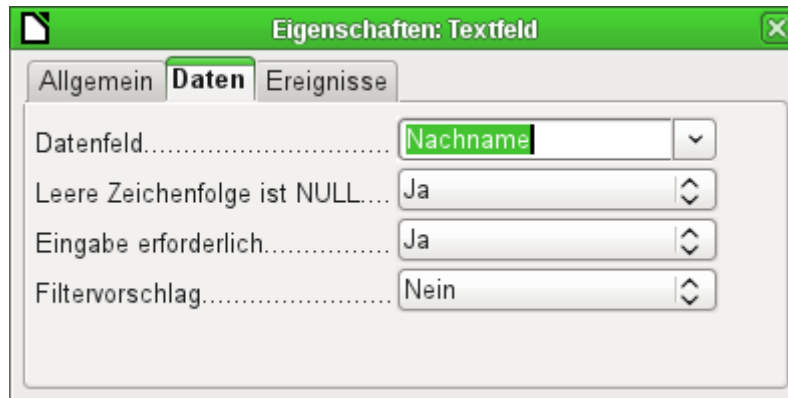 Eigenschaften: Textfeld
Allgemein Daten Ereignisse
Datenfeld............................... Nachname
Leere Zeichenfolge ist NULL.... Ja
Eingabe erforderlich................ Ja
Filtervorschlag........................ Nein